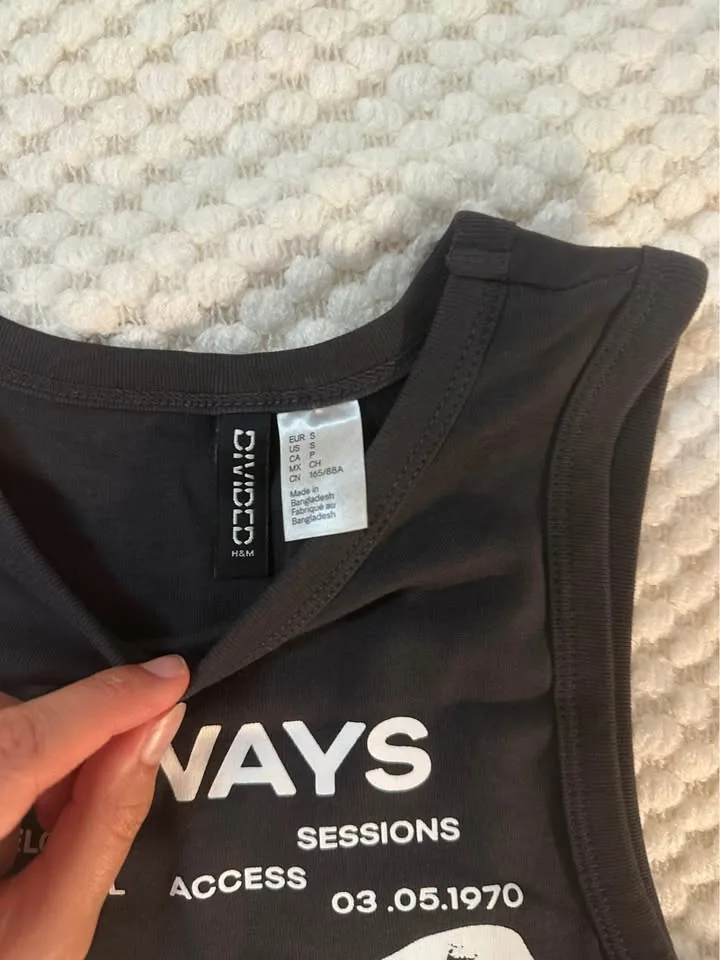 DIVIDED
H&M
EUR S
US S
CA P
MX CH
CN 165/88A
Made in
Bangladesh
Fabriqué au
Bangladesh
WAYS
SESSIONS
ACCESS
03 .05.1970